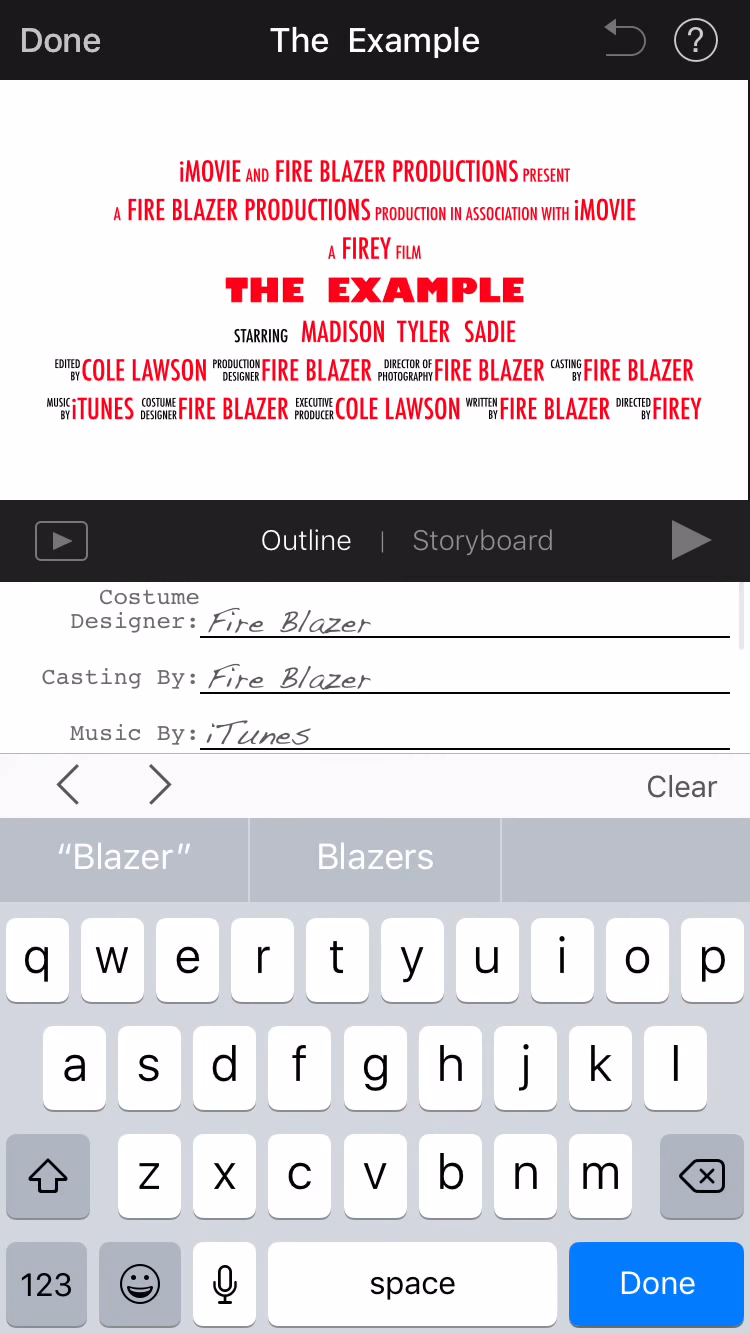 Done The Example ?
iMOVIE AND FIRE BLAZER PRODUCTIONS PRESENT
A FIRE BLAZER PRODUCTIONS PRODUCTION IN ASSOCIATION WITH iMOVIE
A FIREY FILM
THE EXAMPLE
STARRING MADISON TYLER SADIE
EDITED BY COLE LAWSON PRODUCTION DESIGNER FIRE BLAZER DIRECTOR OF PHOTOGRAPHY FIRE BLAZER CASTING BY FIRE BLAZER
MUSIC BY iTUNES COSTUME DESIGNER FIRE BLAZER EXECUTIVE PRODUCER COLE LAWSON WRITTEN BY FIRE BLAZER DIRECTED BY FIREY
Outline | Storyboard
Costume
Designer: Fire Blazer
Casting By: Fire Blazer
Music By: iTunes
Clear
“Blazer” Blazers
q w e r t y u i o p
a s d f g h j k l
z x c v b n m
123 space Done